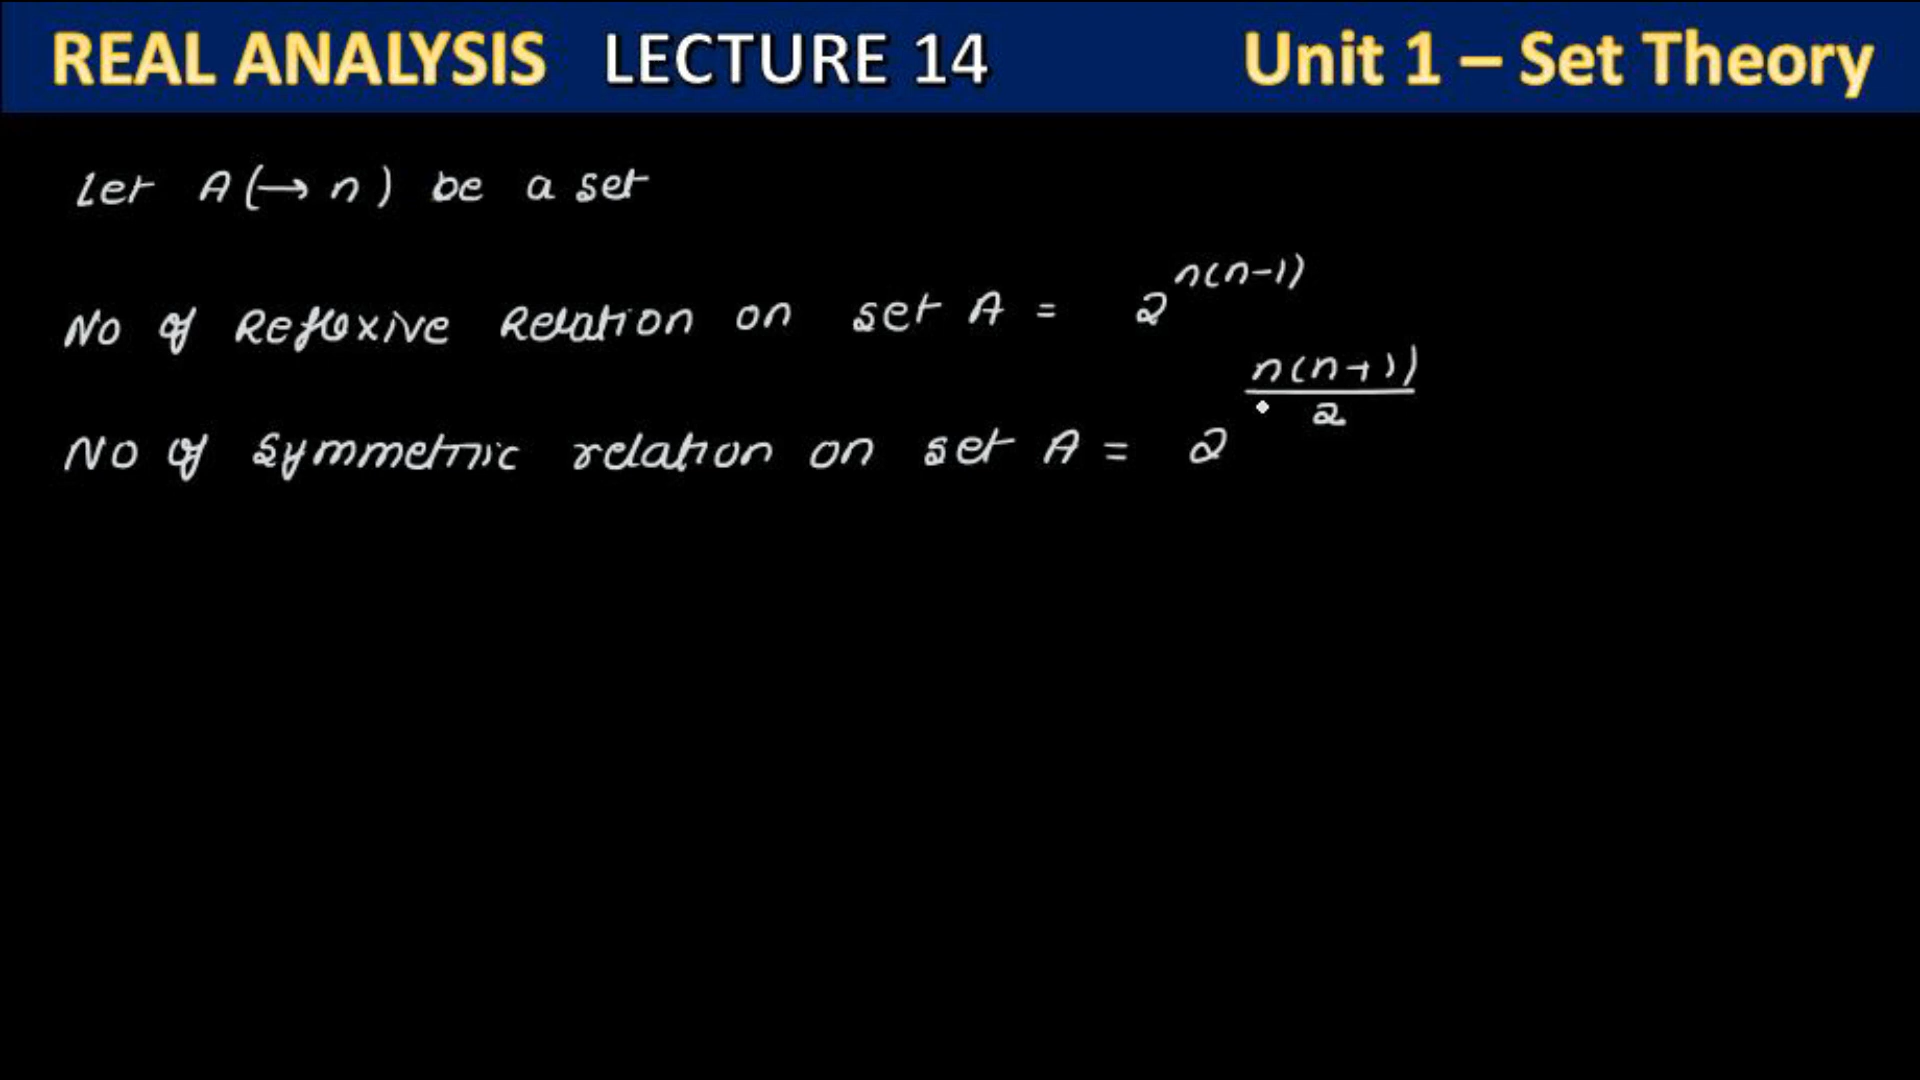 REAL ANALYSIS LECTURE 14 Unit 1 – Set Theory
Let A(→ n) be a set
No of Reflexive Relation on set A = 2^{n(n-1)}
No of Symmetric relation on set A = 2^{\frac{n(n+1)}{2}}